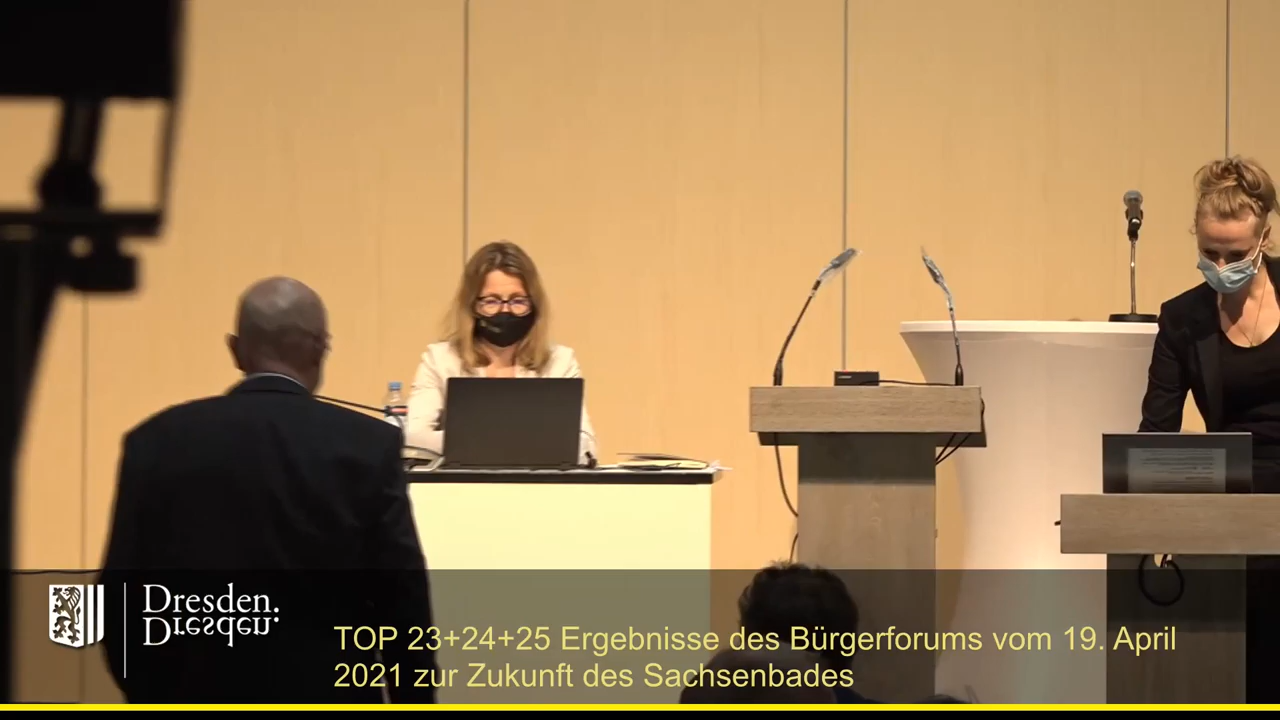 Dresden.
Dresden.
TOP 23+24+25 Ergebnisse des Bürgerforums vom 19. April
2021 zur Zukunft des Sachsenbades